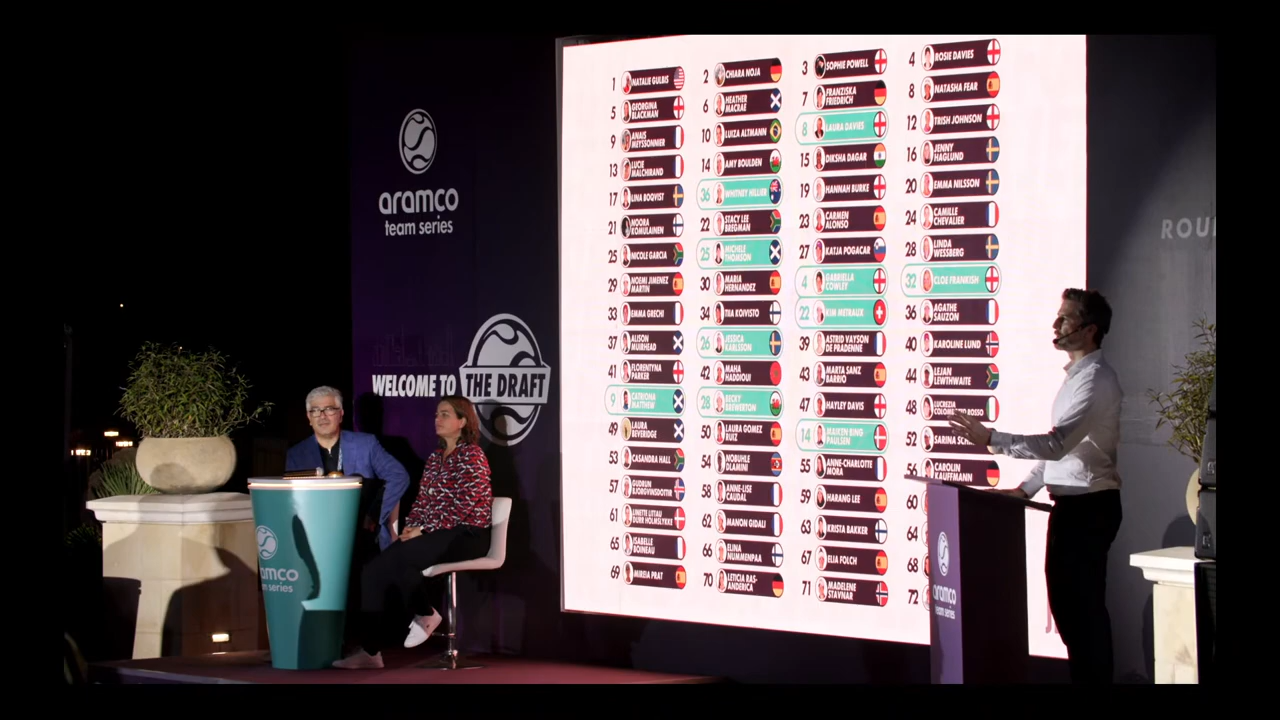 aramco
team series
WELCOME TO THE DRAFT
ROU
1 NATALIE GULBIS
2 CHIARA NOJA
3 SOPHIE POWELL
4 ROSIE DAVIES
5 GEORGINA BLACKMAN
6 HEATHER MACRAE
7 FRANZISKA FRIEDRICH
8 NATASHA FEAR
9 ANAIS MEYSSONNIER
10 LUIZA ALTMANN
8 LAURA DAVIES
12 TRISH JOHNSON
13 LUCIE MALCHIRAND
14 AMY BOULDEN
15 DIKSHA DAGAR
16 JENNY HAGLUND
17 LINA BOQVIST
36 WHITNEY HILLIER
19 HANNAH BURKE
20 EMMA NILSSON
21 NOORA KOMULAINEN
22 STACY LEE BREGMAN
23 CARMEN ALONSO
24 CAMILLE CHEVALIER
25 NICOLE GARCIA
25 MICHELE THOMSON
27 KATJA POGACAR
28 LINDA WESSBERG
29 NOEMI JIMENEZ MARTIN
30 MARIA HERNANDEZ
4 GABRIELLA COWLEY
32 CLOE FRANKISH
33 EMMA GRECHI
34 TIIA KOIVISTO
22 KIM METRAUX
36 AGATHE SAUZON
37 ALISON MUIRHEAD
26 JESSICA KARLSSON
39 ASTRID VAYSON DE PRADENNE
40 KAROLINE LUND
41 FLORENTYNA PARKER
42 MAHA HADDIOUI
43 MARTA SANZ BARRIO
44 LEJAN LEWTHWAITE
9 CATRIONA MATTHEW
28 BECKY BREWERTON
47 HAYLEY DAVIS
48 LUCREZIA COLOMBOTTO ROSSO
49 LAURA BEVERIDGE
50 LAURA GOMEZ RUIZ
14 MAIKEN BING PAULSEN
52 SARINA SCH
53 CASANDRA HALL
54 NOBUHLE DLAMINI
55 ANNE-CHARLOTTE MORA
56 CAROLIN KAUFFMANN
57 GUDRUN BJORGVINSDOTTIR
58 ANNE-LISE CAUDAL
59 HARANG LEE
60
61 LINETTE LITTAU DURR HOLMSLYKKE
62 MANON GIDALI
63 KRISTA BAKKER
64
65 ISABELLE BOINEAU
66 ELINA NUMMENPAA
67 ELIA FOLCH
68
69 MIREIA PRAT
70 LETICIA RAS-ANDERICA
71 MADELENE STAVNAR
72
amco
series
aramco
team series